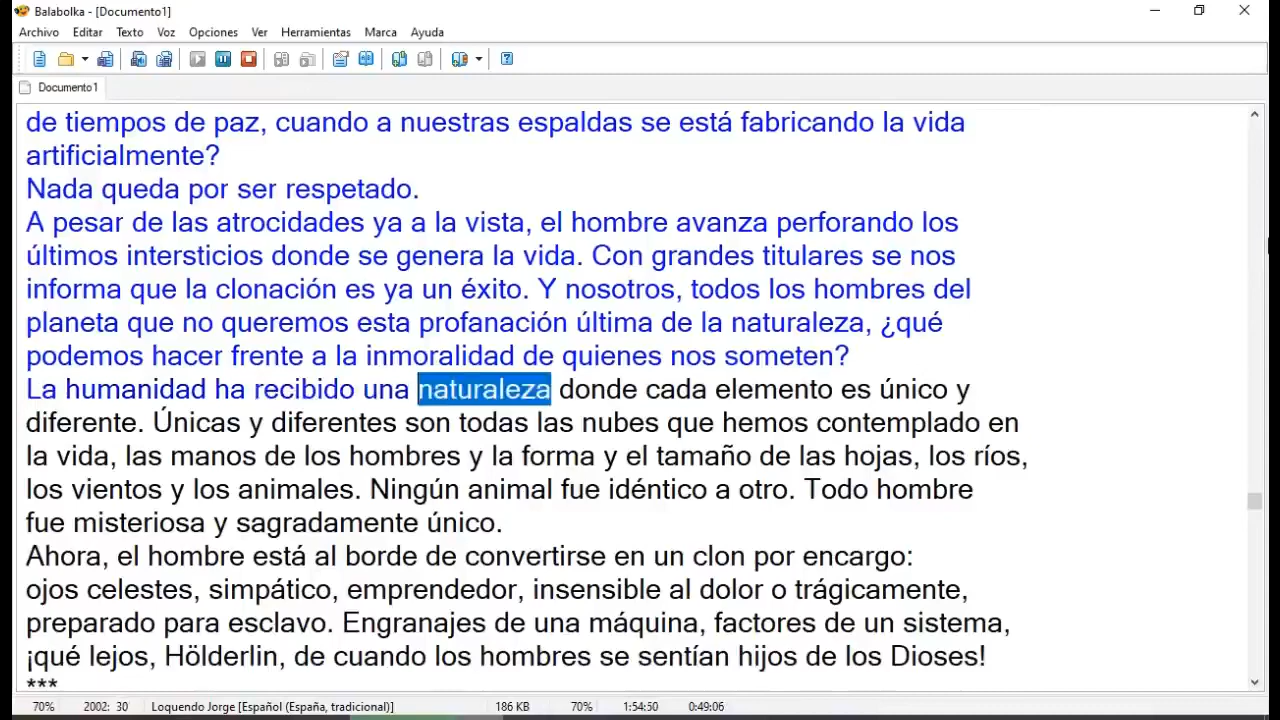 Balabolka - [Documento1]
Archivo Editar Texto Voz Opciones Ver Herramientas Marca Ayuda
Documento1
de tiempos de paz, cuando a nuestras espaldas se está fabricando la vida
artificialmente?
Nada queda por ser respetado.
A pesar de las atrocidades ya a la vista, el hombre avanza perforando los
últimos intersticios donde se genera la vida. Con grandes titulares se nos
informa que la clonación es ya un éxito. Y nosotros, todos los hombres del
planeta que no queremos esta profanación última de la naturaleza, ¿qué
podemos hacer frente a la inmoralidad de quienes nos someten?
La humanidad ha recibido una naturaleza donde cada elemento es único y
diferente. Únicas y diferentes son todas las nubes que hemos contemplado en
la vida, las manos de los hombres y la forma y el tamaño de las hojas, los ríos,
los vientos y los animales. Ningún animal fue idéntico a otro. Todo hombre
fue misteriosa y sagradamente único.
Ahora, el hombre está al borde de convertirse en un clon por encargo:
ojos celestes, simpático, emprendedor, insensible al dolor o trágicamente,
preparado para esclavo. Engranajes de una máquina, factores de un sistema,
¡qué lejos, Hölderlin, de cuando los hombres se sentían hijos de los Dioses!
***
70% 2002: 30 Loquendo Jorge [Español (España, tradicional)] 186 KB 70% 1:54:50 0:49:06